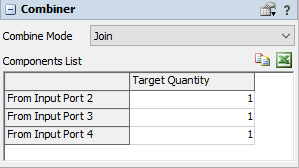 Combiner
?
Combine Mode Join
Components List
Target Quantity
From Input Port 2 1
From Input Port 3 1
From Input Port 4 1